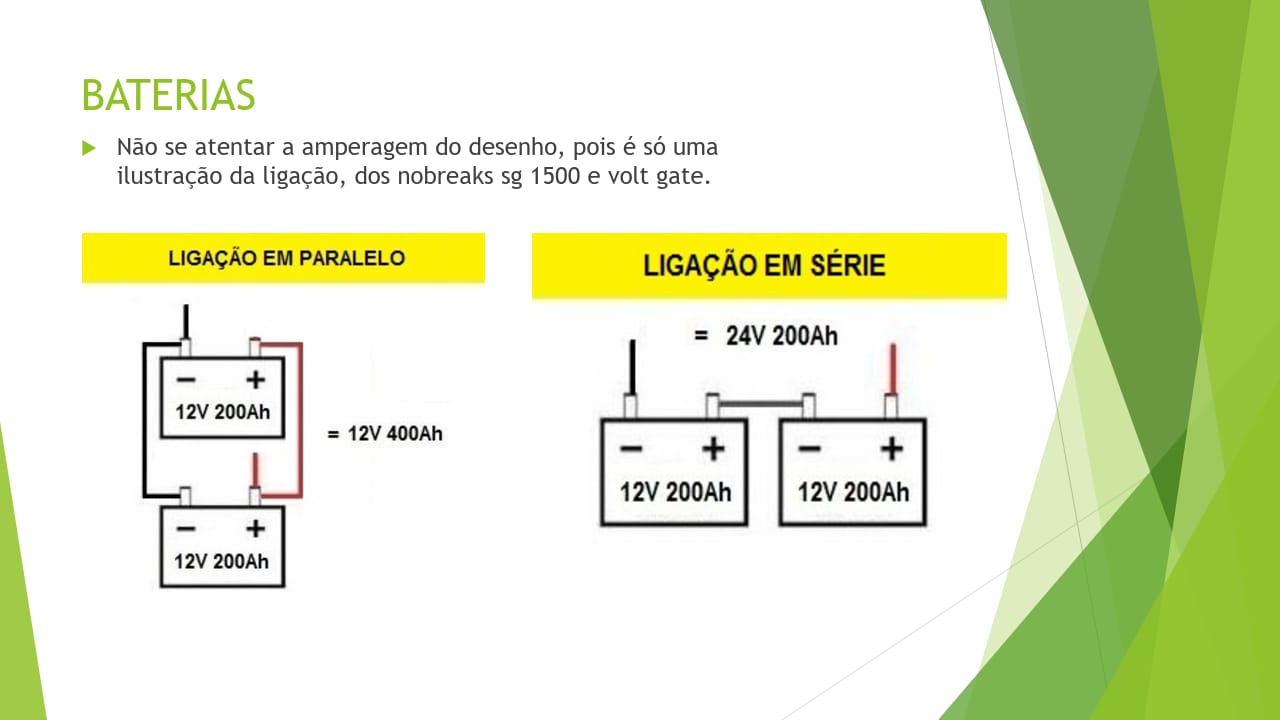 BATERIAS
Não se atentar a amperagem do desenho, pois é só uma
ilustração da ligação, dos nobreaks sg 1500 e volt gate.
LIGAÇÃO EM PARALELO
− +
12V 200Ah
= 12V 400Ah
− +
12V 200Ah
LIGAÇÃO EM SÉRIE
= 24V 200Ah
− +
12V 200Ah
− +
12V 200Ah